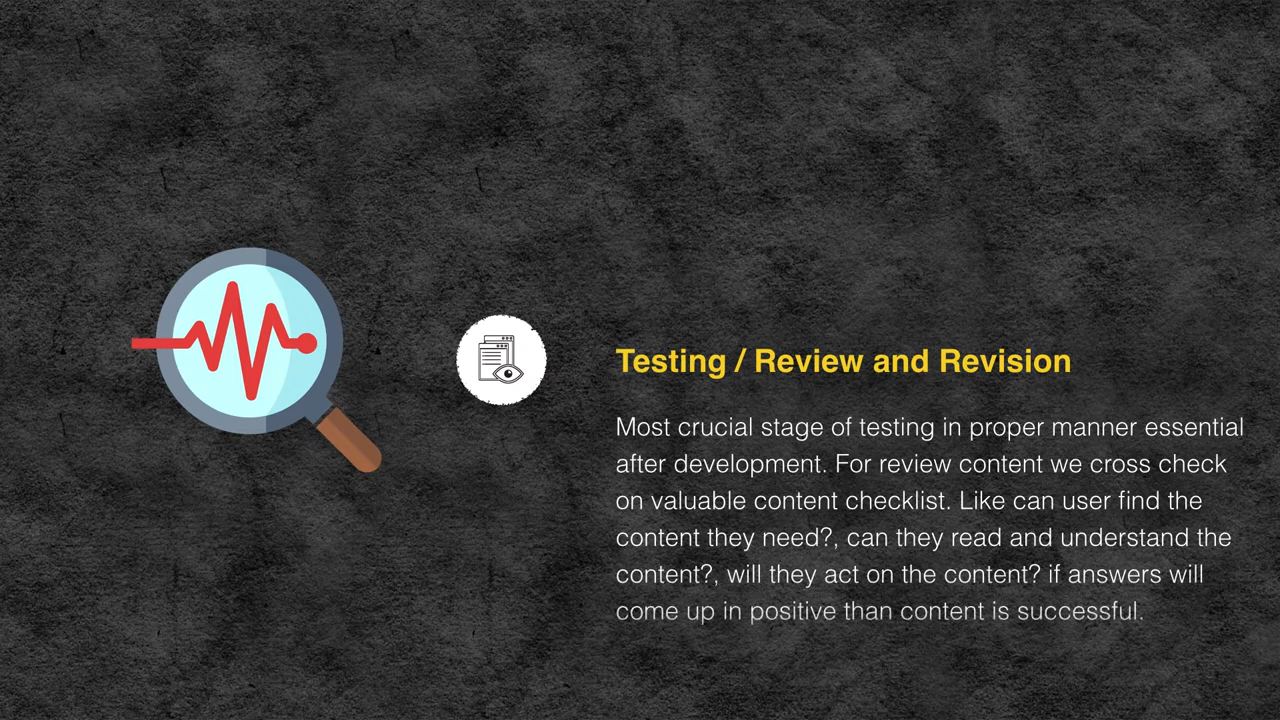 Testing / Review and Revision
Most crucial stage of testing in proper manner essential
after development. For review content we cross check
on valuable content checklist. Like can user find the
content they need?, can they read and understand the
content?, will they act on the content? if answers will
come up in positive than content is successful.